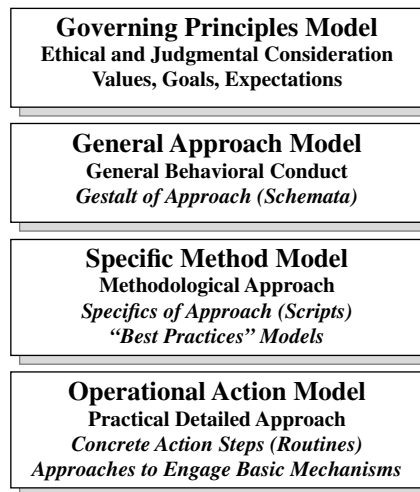 Governing Principles Model
Ethical and Judgmental Consideration
Values, Goals, Expectations
General Approach Model
General Behavioral Conduct
Gestalt of Approach (Schemata)
Specific Method Model
Methodological Approach
Specifics of Approach (Scripts)
“Best Practices” Models
Operational Action Model
Practical Detailed Approach
Concrete Action Steps (Routines)
Approaches to Engage Basic Mechanisms